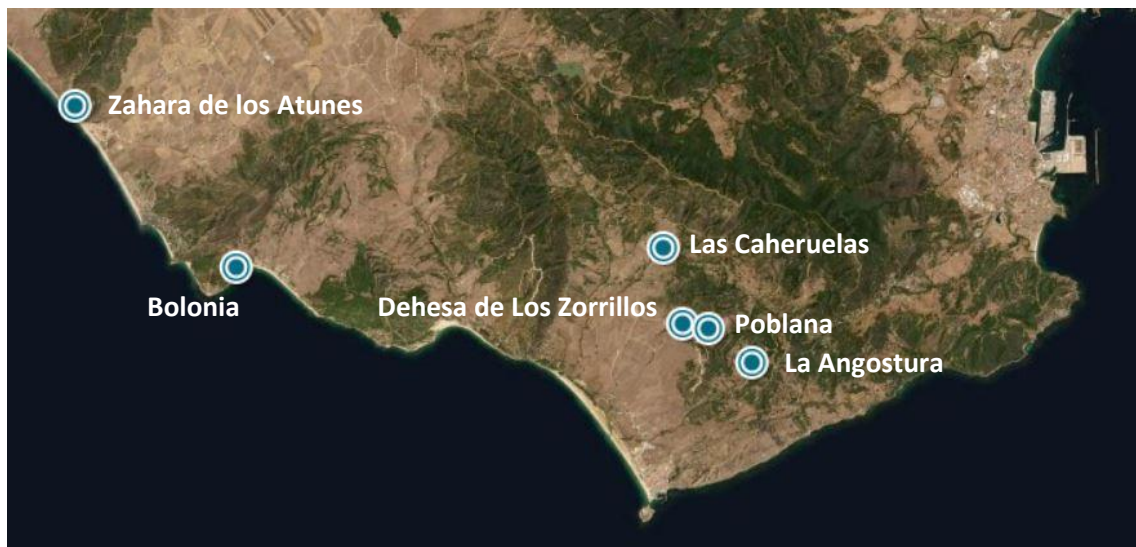 Zahara de los Atunes
Las Caheruelas
Bolonia
Dehesa de Los Zorrillos
Poblana
La Angostura